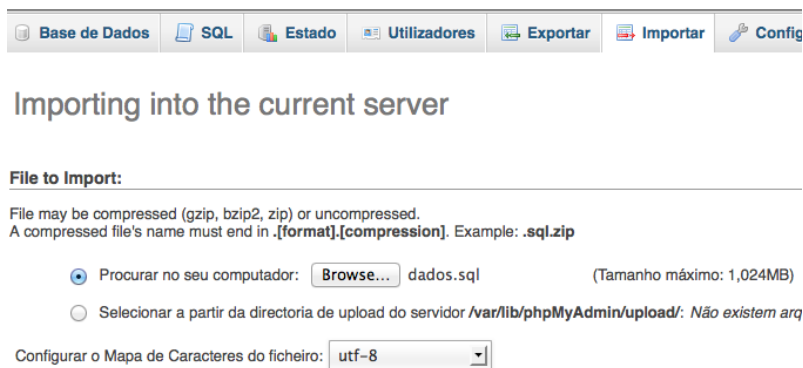 Base de Dados SQL Estado Utilizadores Exportar Importar Config
Importing into the current server
File to Import:
File may be compressed (gzip, bzip2, zip) or uncompressed.
A compressed file's name must end in .[format].[compression]. Example: .sql.zip
Procurar no seu computador: Browse... dados.sql (Tamanho máximo: 1,024MB)
Selecionar a partir da directoria de upload do servidor /var/lib/phpMyAdmin/upload/: Não existem arq
Configurar o Mapa de Caracteres do ficheiro: utf-8